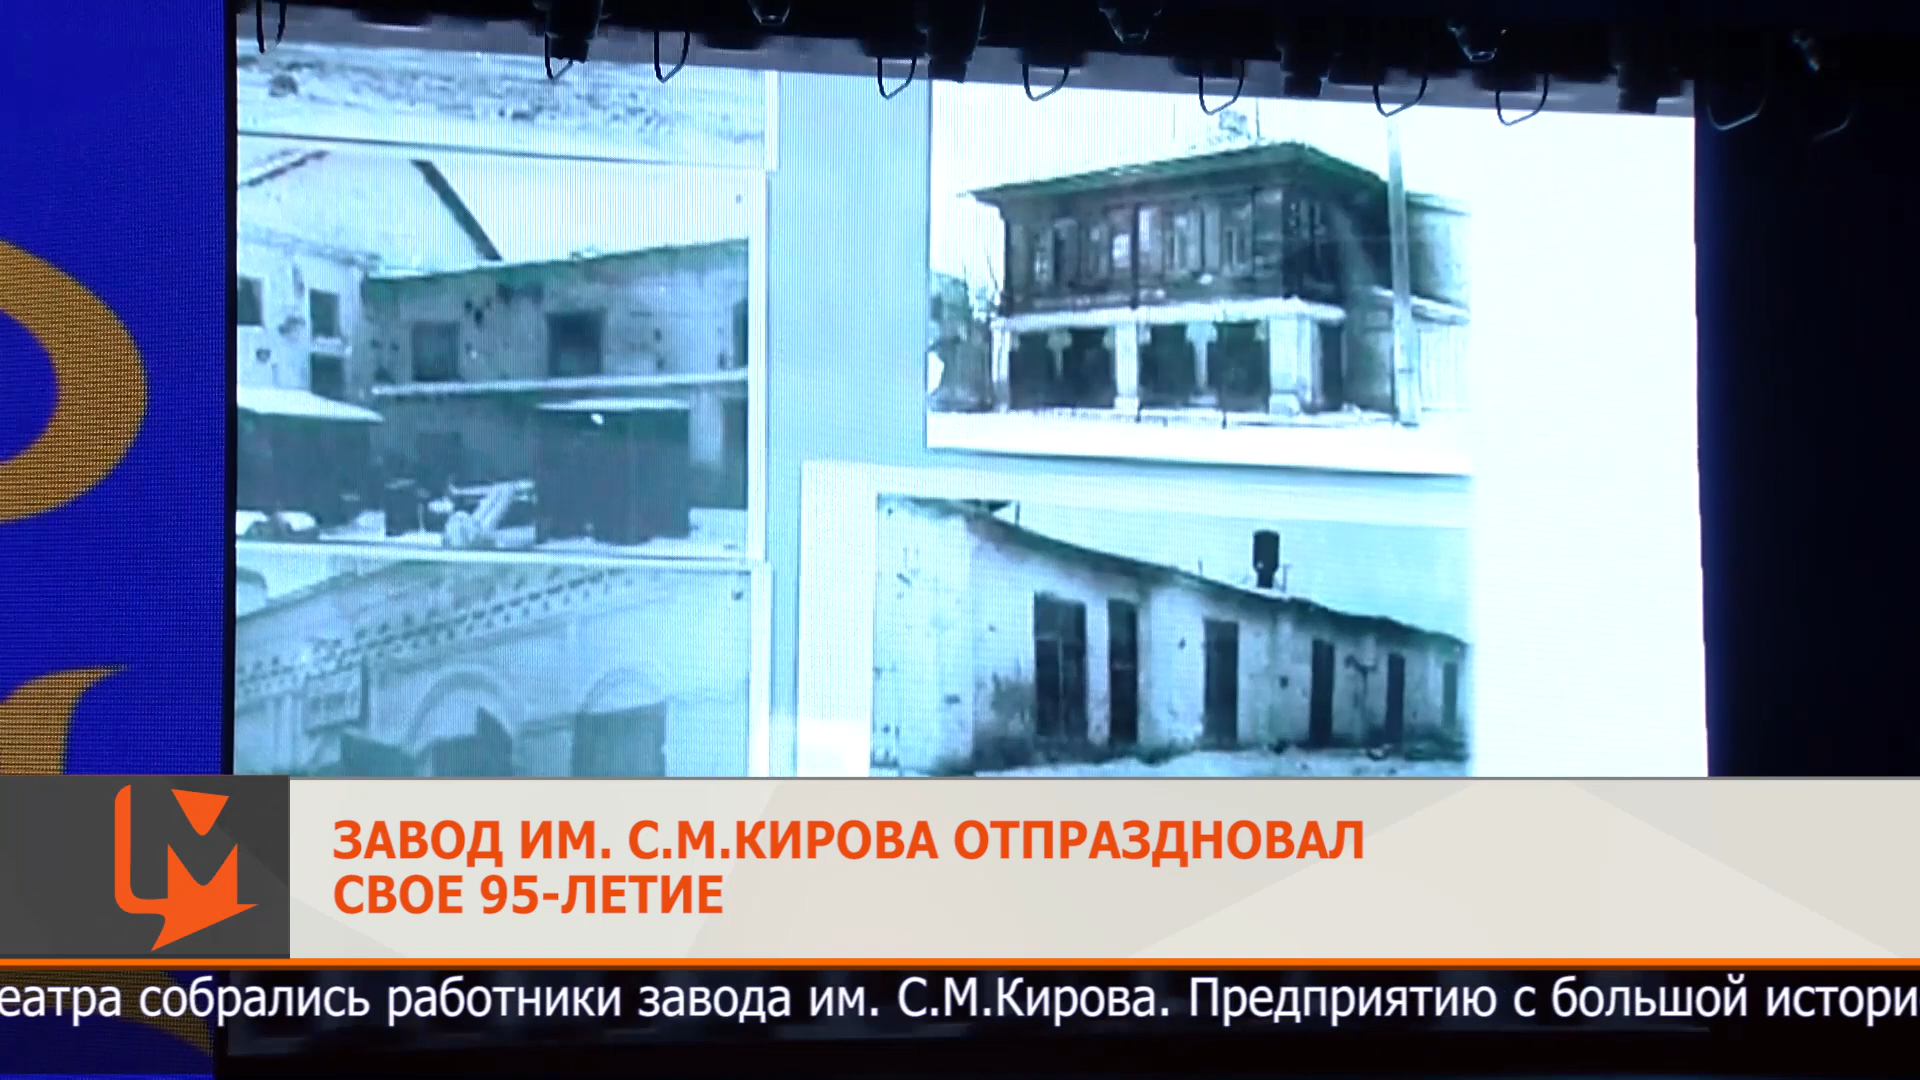 ЗАВОД ИМ. С.М.КИРОВА ОТПРАЗДНОВАЛ
СВОЕ 95-ЛЕТИЕ
еатра собрались работники завода им. С.М.Кирова. Предприятию с большой истори